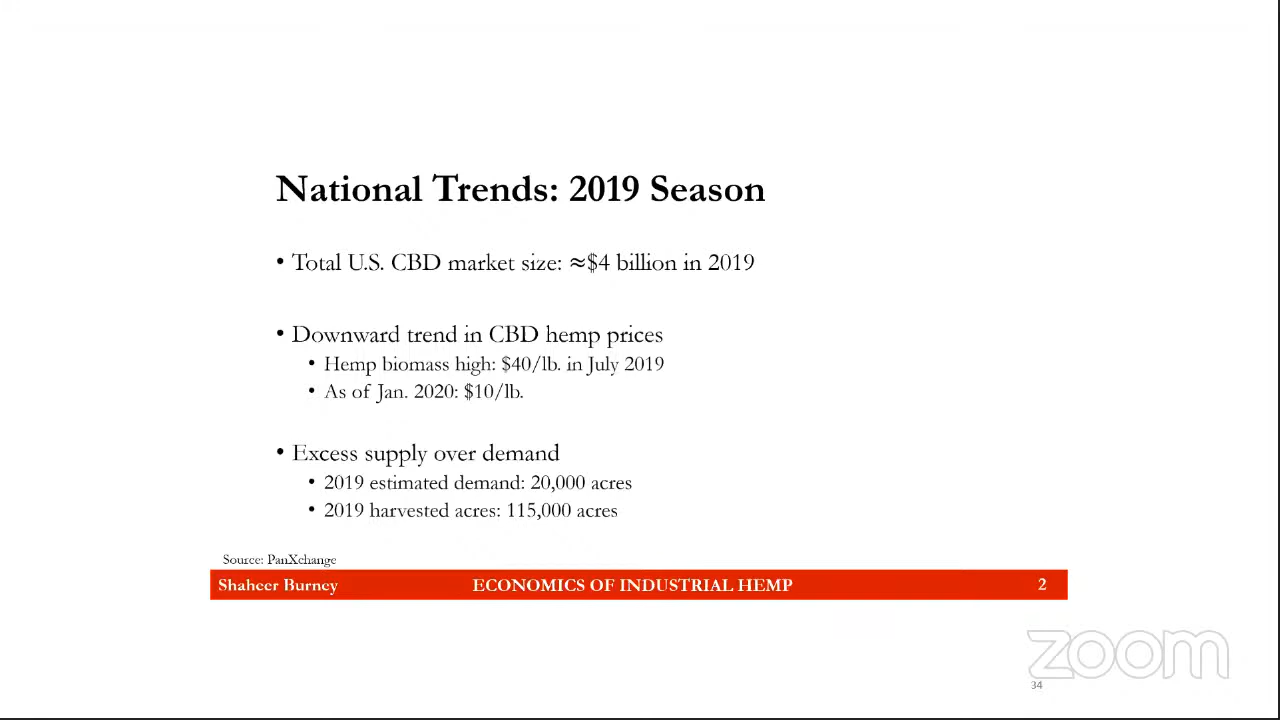 National Trends: 2019 Season
• Total U.S. CBD market size: ≈$4 billion in 2019
• Downward trend in CBD hemp prices
• Hemp biomass high: $40/lb. in July 2019
• As of Jan. 2020: $10/lb.
• Excess supply over demand
• 2019 estimated demand: 20,000 acres
• 2019 harvested acres: 115,000 acres
Source: PanXchange
Shaheer Burney ECONOMICS OF INDUSTRIAL HEMP 2
zoom
34